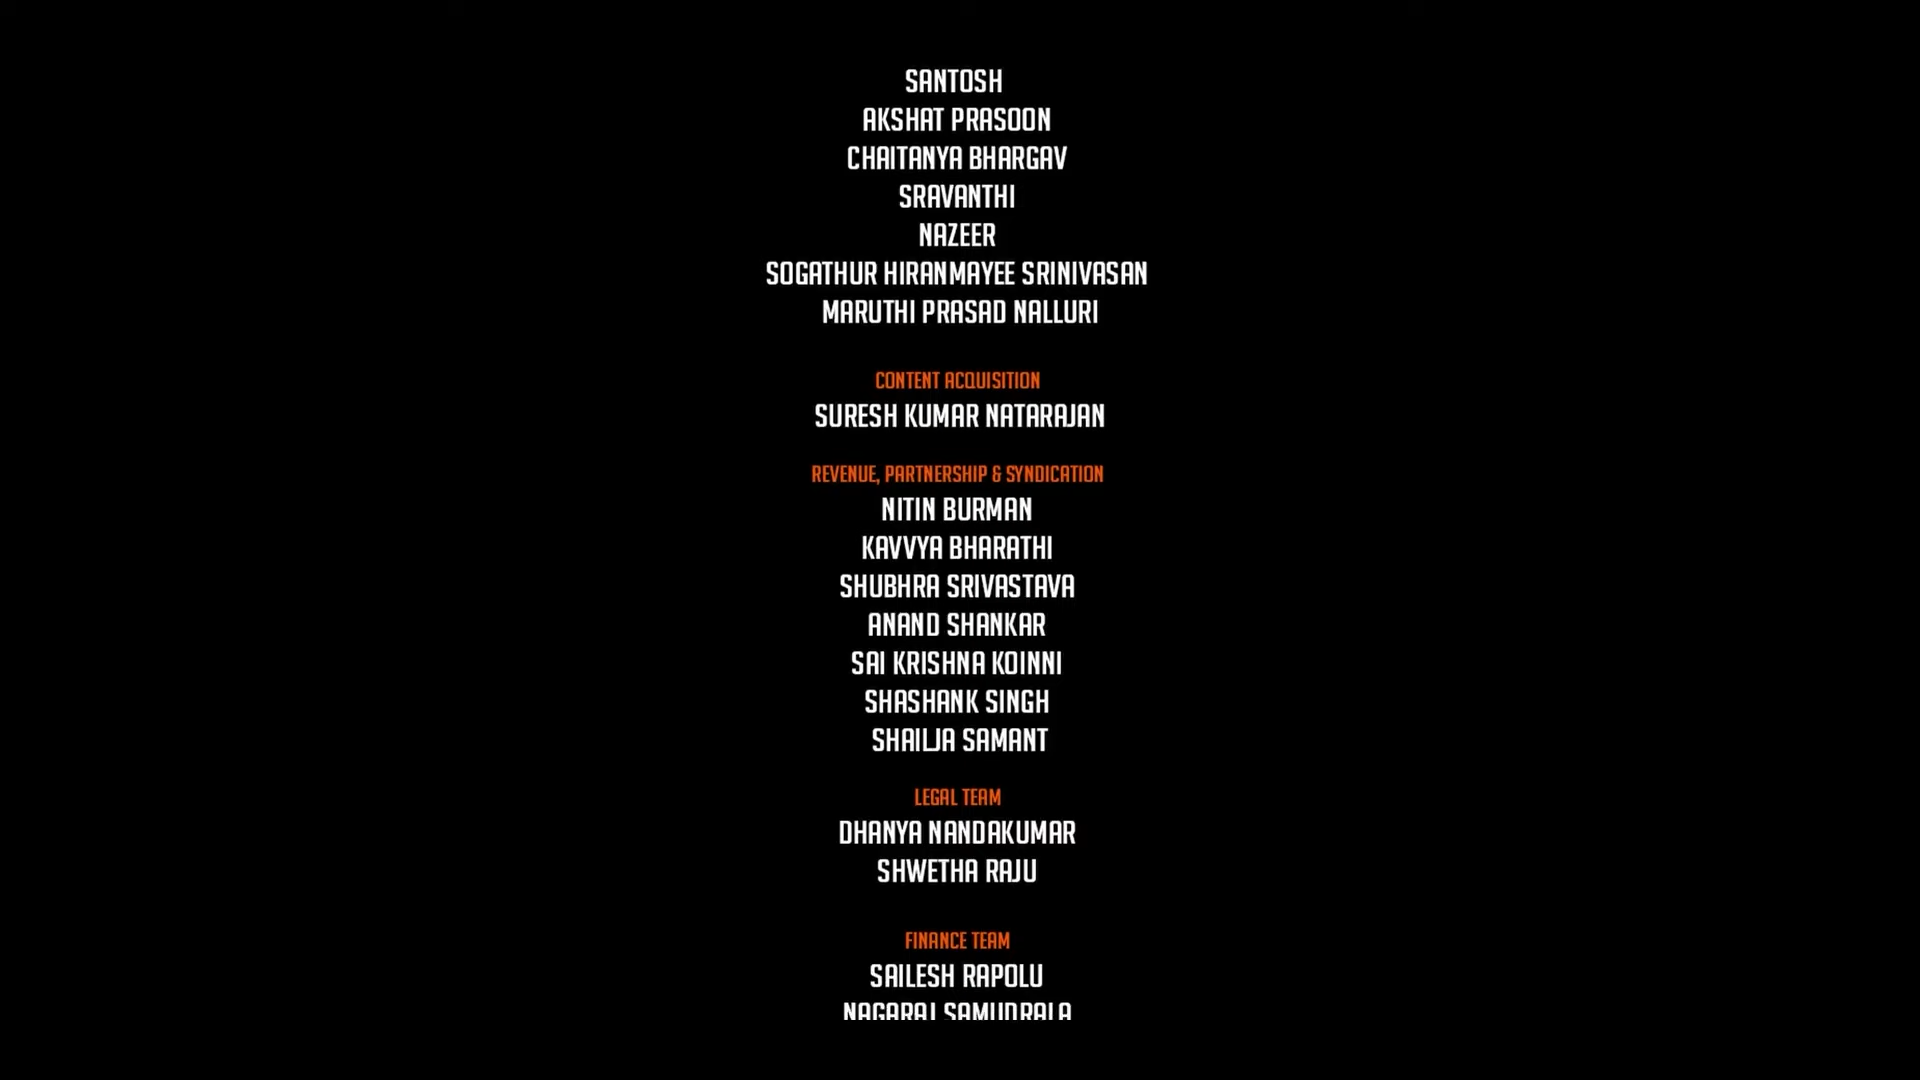 SANTOSH
AKSHAT PRASOON
CHAITANYA BHARGAV
SRAVANTHI
NAZEER
SOGATHUR HIRANMAYEE SRINIVASAN
MARUTHI PRASAD NALLURI
CONTENT ACQUISITION
SURESH KUMAR NATARAJAN
REVENUE, PARTNERSHIP & SYNDICATION
NITIN BURMAN
KAVVYA BHARATHI
SHUBHRA SRIVASTAVA
ANAND SHANKAR
SAI KRISHNA KOINNI
SHASHANK SINGH
SHAILJA SAMANT
LEGAL TEAM
DHANYA NANDAKUMAR
SHWETHA RAJU
FINANCE TEAM
SAILESH RAPOLU
NAGARAJ SAMUDRALA